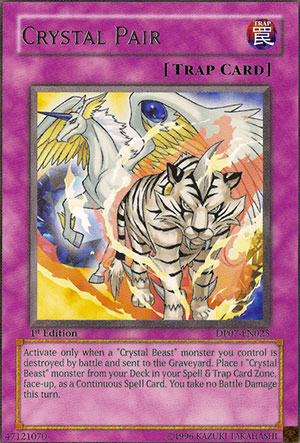 CRYSTAL PAIR
TRAP
罠
[ TRAP CARD ]
1st Edition
DP07-EN025
Activate only when a "Crystal Beast" monster you control is
destroyed by battle and sent to the Graveyard. Place 1 "Crystal
Beast" monster from your Deck in your Spell & Trap Card Zone,
face-up, as a Continuous Spell Card. You take no Battle Damage
this turn.
47121070
©1996 KAZUKI TAKAHASHI